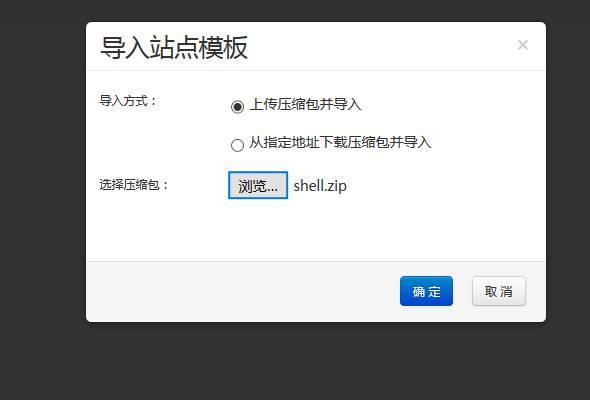 导入站点模板 ×
导入方式：
上传压缩包并导入
从指定地址下载压缩包并导入
选择压缩包：
浏览... shell.zip
确 定 取 消